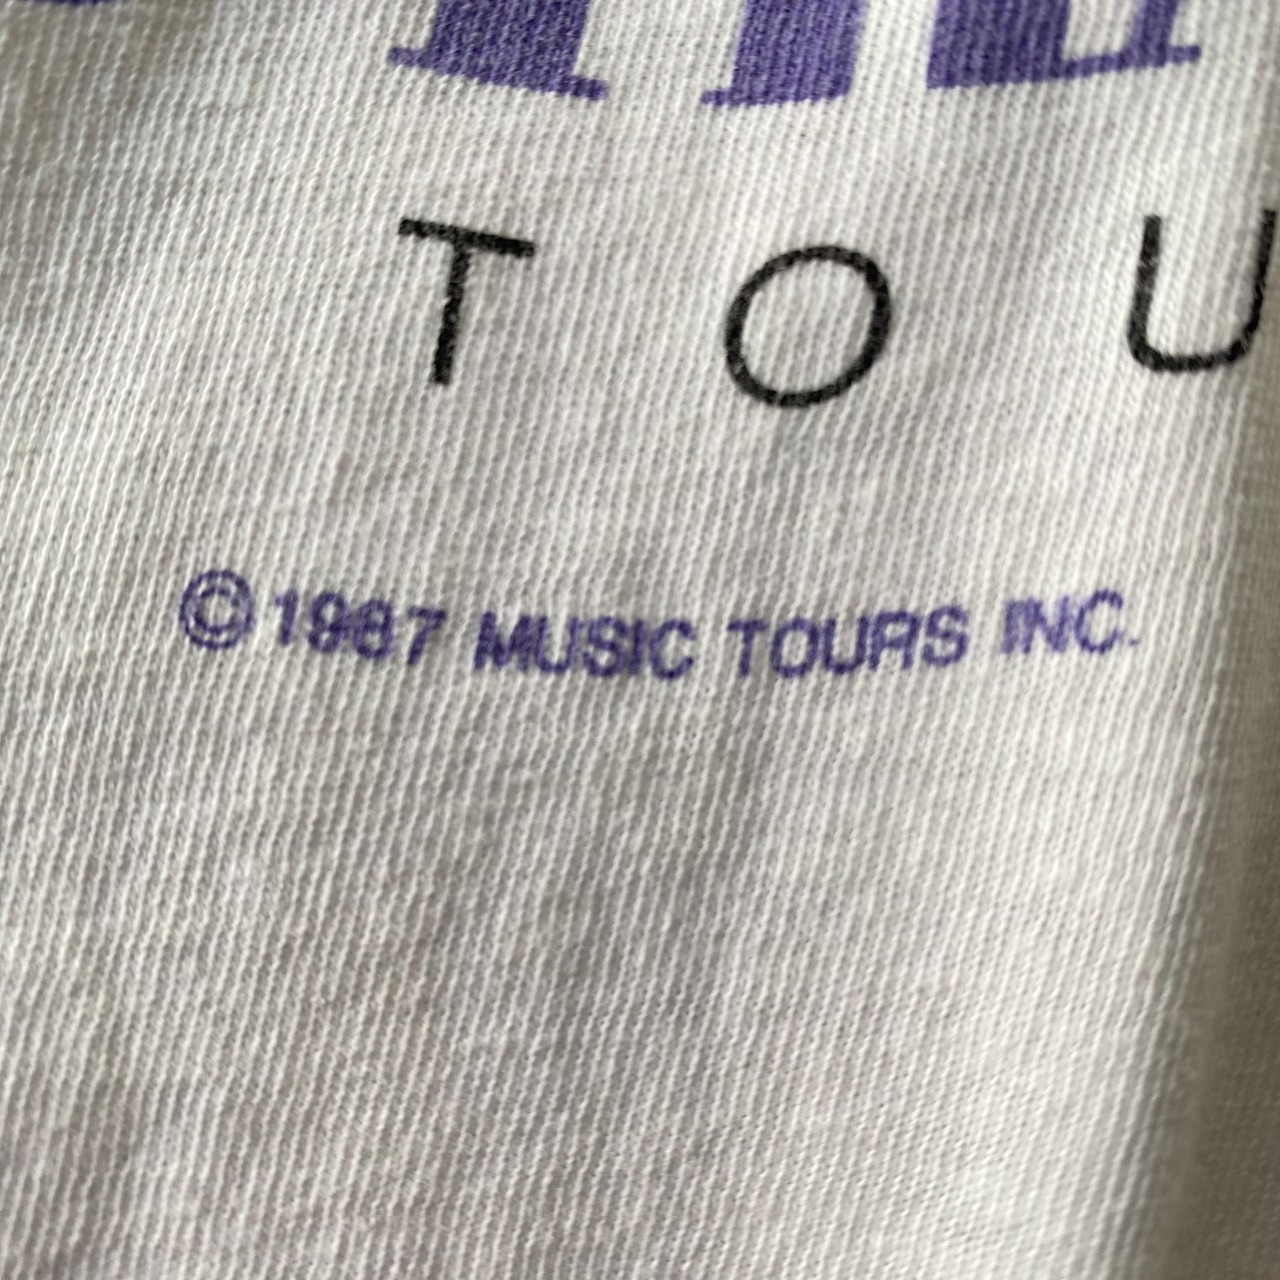 T O U
©1987 MUSIC TOURS INC.